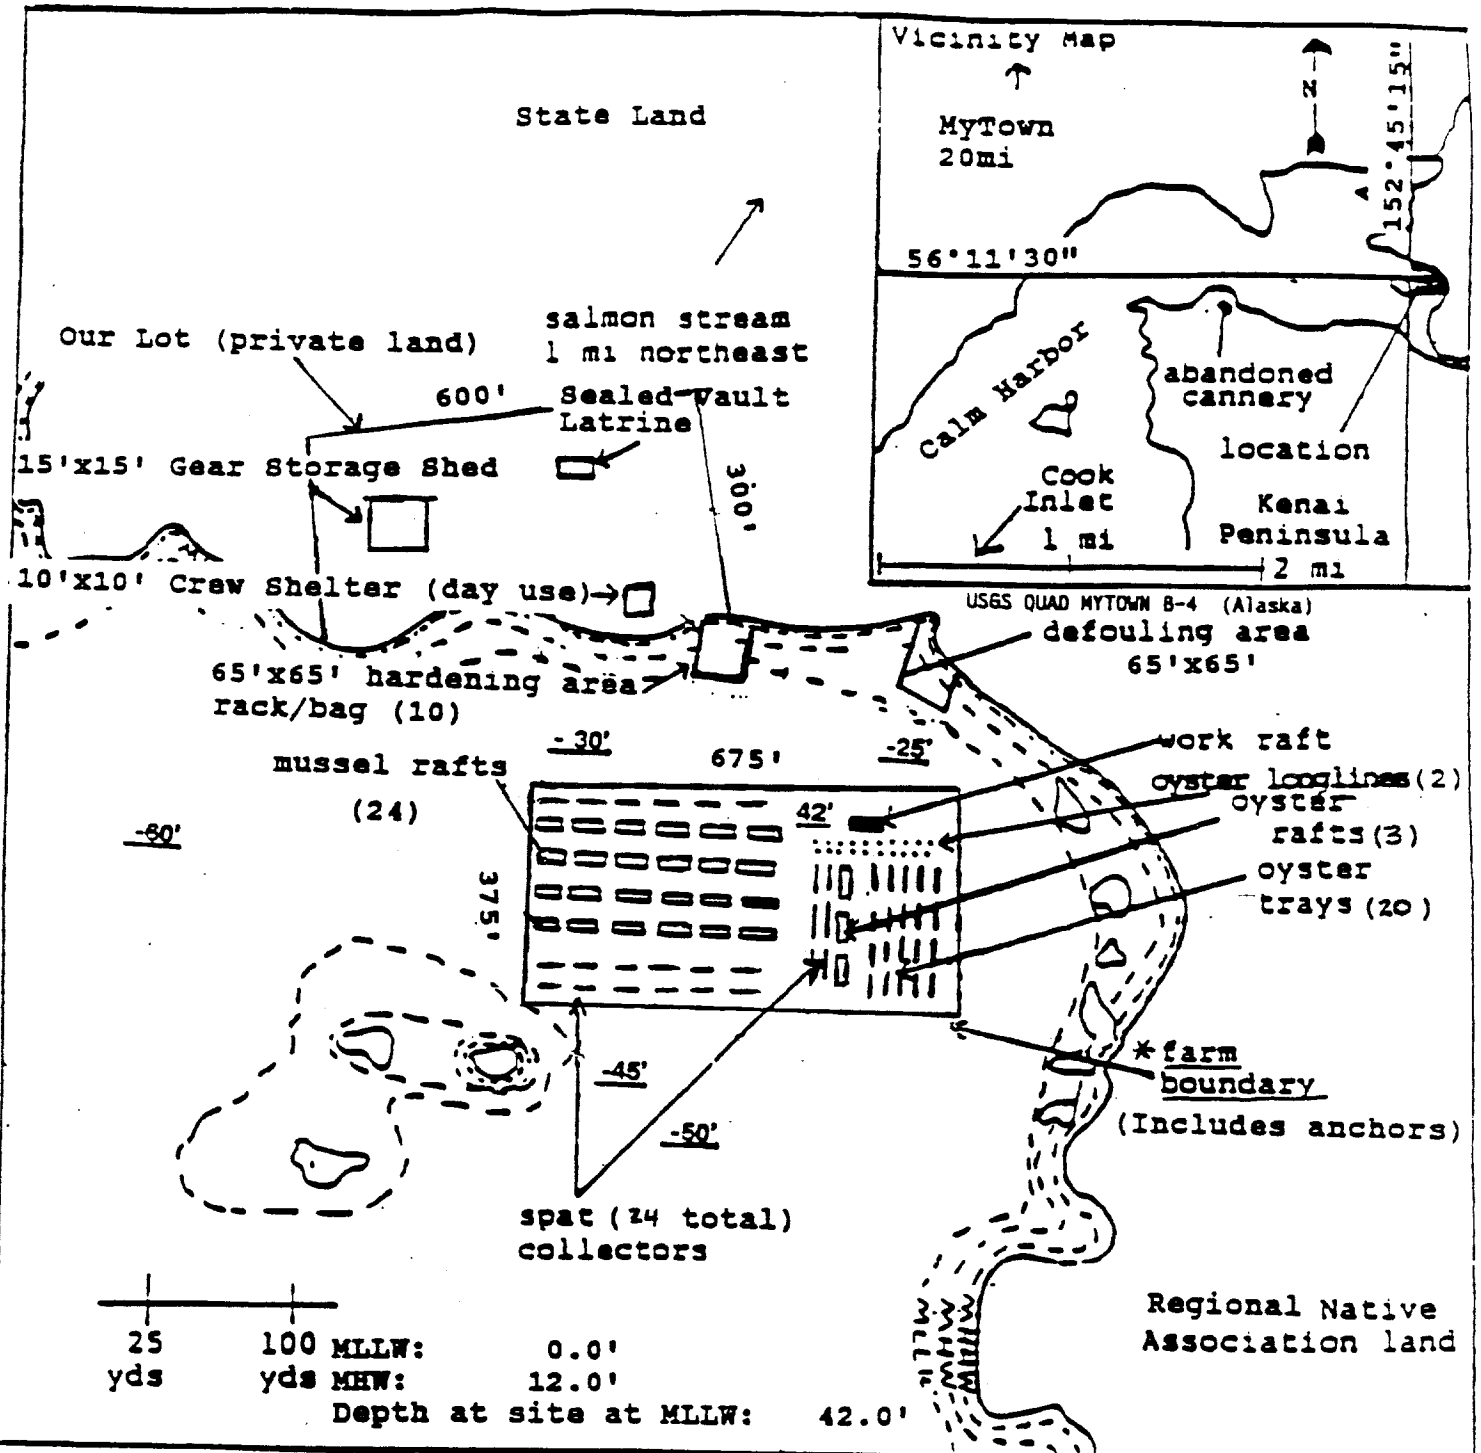 Vicinity Map
MyTown
20mi
N
152°45'15"
56°11'30"
Calm Harbor
abandoned
cannery
location
Cook
Inlet
Kenai
Peninsula
1 mi
2 mi
USGS QUAD MYTOWN B-4 (Alaska)
State Land
salmon stream
1 mi northeast
Our Lot (private land)
600'
Sealed Vault
Latrine
15'x15' Gear Storage Shed
300'
10'x10' Crew Shelter (day use)
defouling area
65'x65'
65'x65' hardening area
rack/bag (10)
-30'
675'
-25'
work raft
mussel rafts
(24)
oyster longlines (2)
oyster
rafts (3)
42'
-60'
375'
oyster
trays (20)
*farm
boundary
(Includes anchors)
-45'
-50'
spat (24 total)
collectors
Regional Native
Association land
MLLW
MHW
MHHW
25
yds
100
yds
MLLW: 0.0'
MHW: 12.0'
Depth at site at MLLW: 42.0'